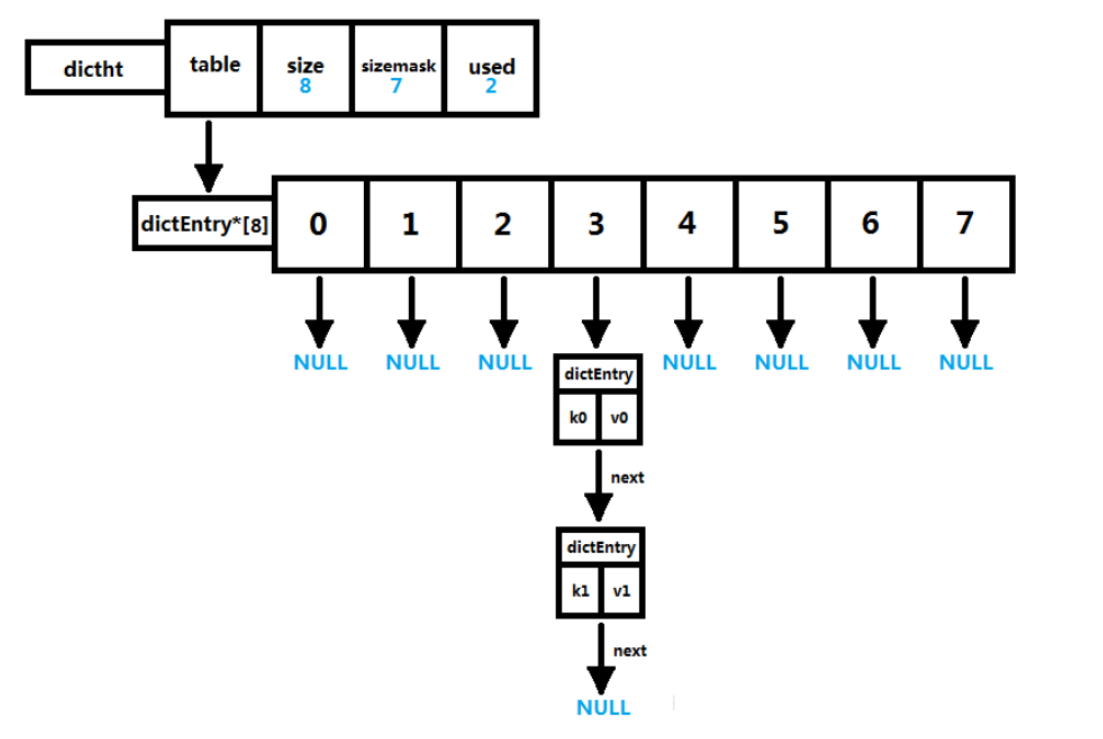 dictht
table
size
8
sizemask
7
used
2
dictEntry*[8]
0
1
2
3
4
5
6
7
NULL
NULL
NULL
NULL
NULL
NULL
NULL
dictEntry
k0
v0
next
dictEntry
k1
v1
next
NULL